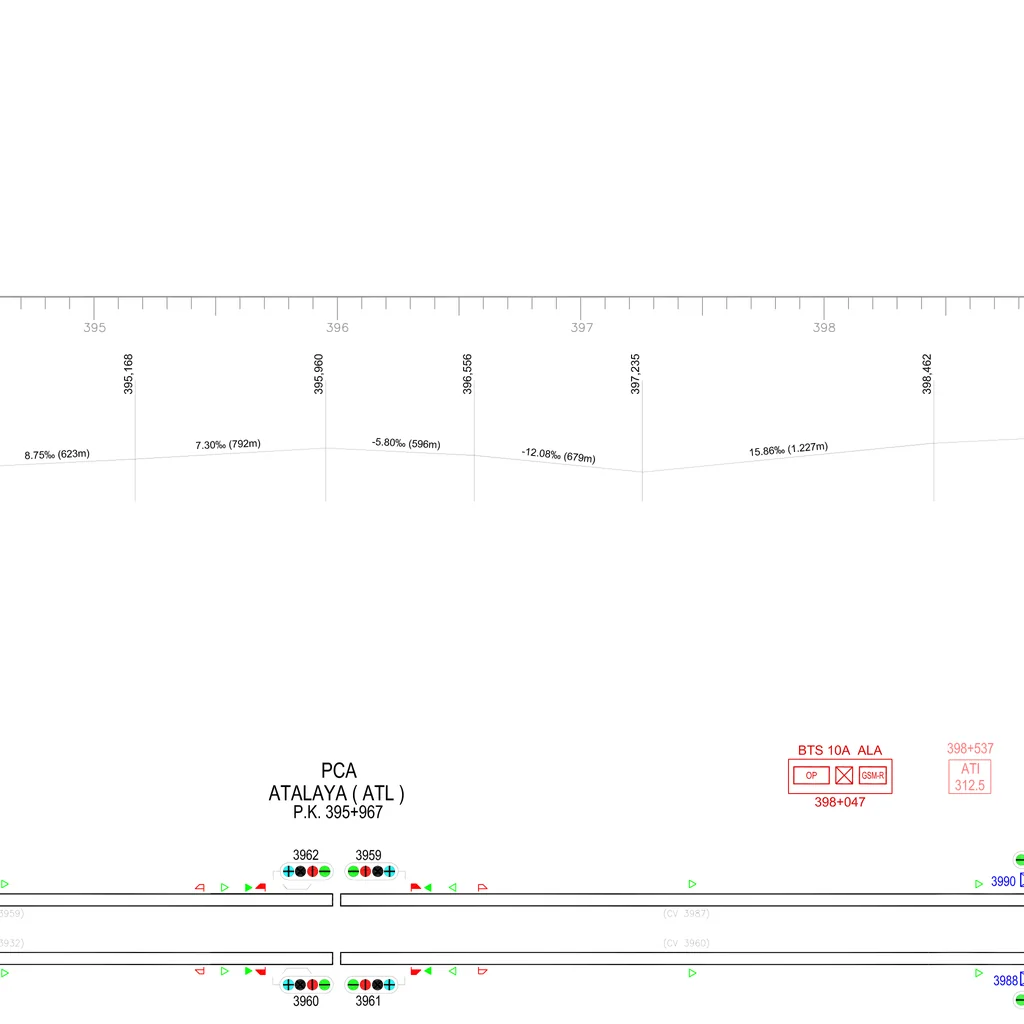 395 396 397 398
395,168 395,960 396,556 397,235 398,462
8.75‰ (623m) 7.30‰ (792m) -5.80‰ (596m) -12.08‰ (679m) 15.86‰ (1.227m)
BTS 10A ALA
OP GSM-R
398+047
398+537
ATI
312.5
PCA
ATALAYA ( ATL )
P.K. 395+967
3962 3959
3990
3959) (CV 3987)
3932) (CV 3960)
3988
3960 3961